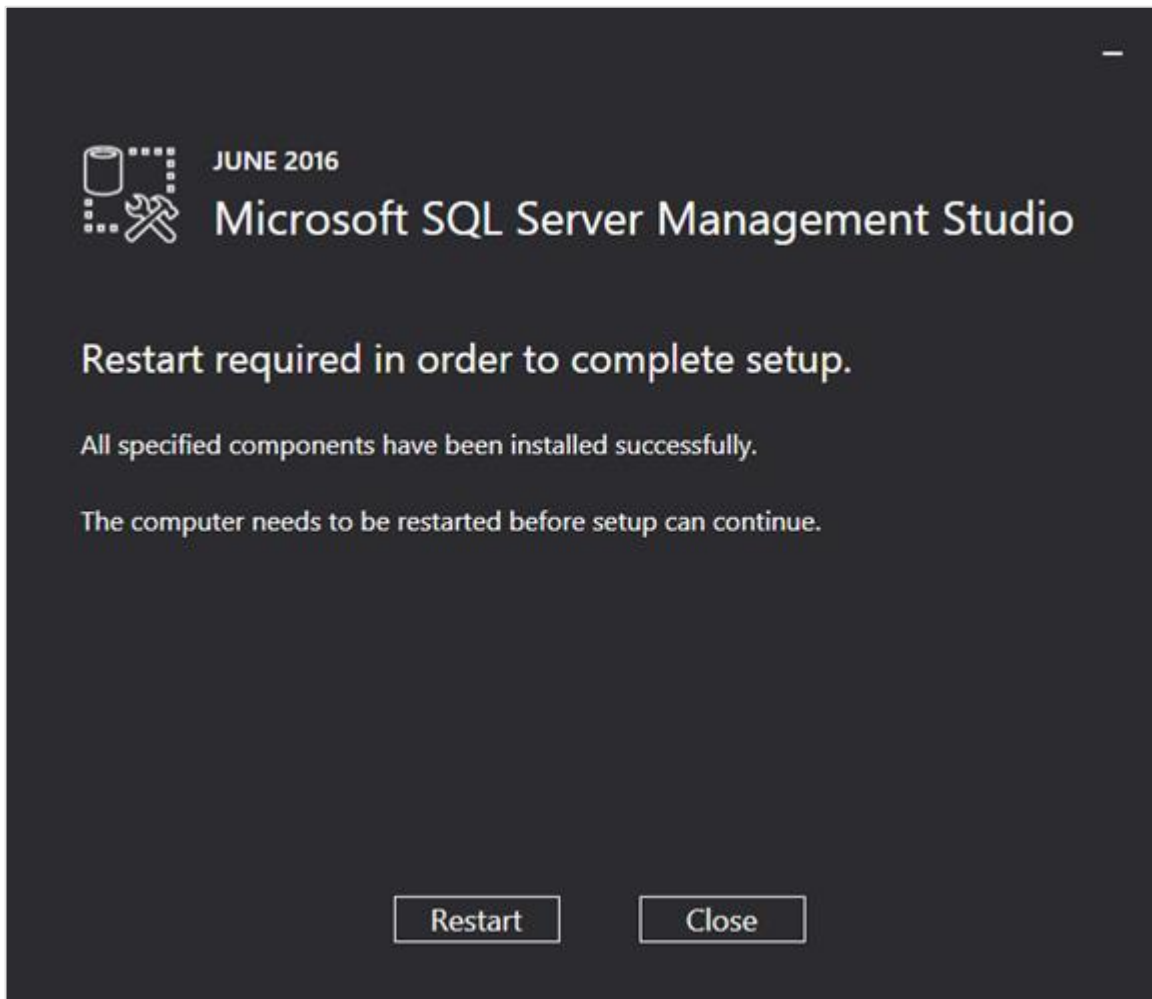 JUNE 2016
Microsoft SQL Server Management Studio
Restart required in order to complete setup.
All specified components have been installed successfully.
The computer needs to be restarted before setup can continue.
Restart
Close